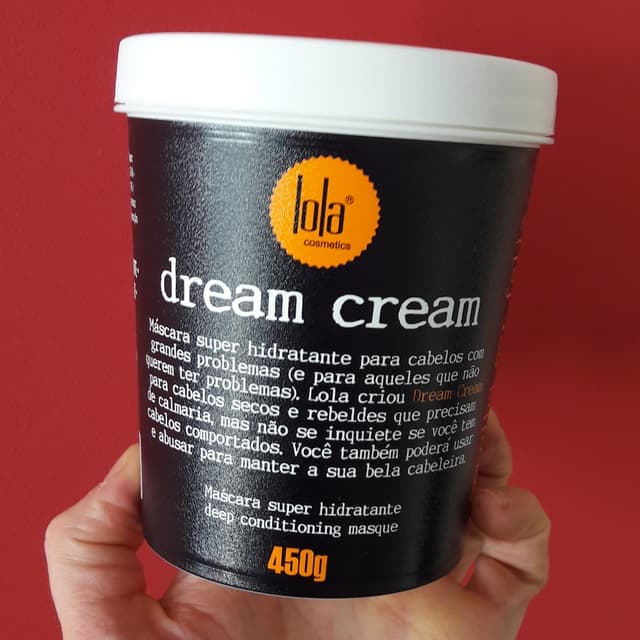 lola®
cosmetics
dream cream
Máscara super hidratante para cabelos com
grandes problemas (e para aqueles que não
querem ter problemas). Lola criou Dream Cream
para cabelos secos e rebeldes que precisam
de calmaria, mas não se inquiete se você tem
cabelos comportados. Você também poderá usar
e abusar para manter a sua bela cabeleira.
Máscara super hidratante
deep conditioning masque
450g